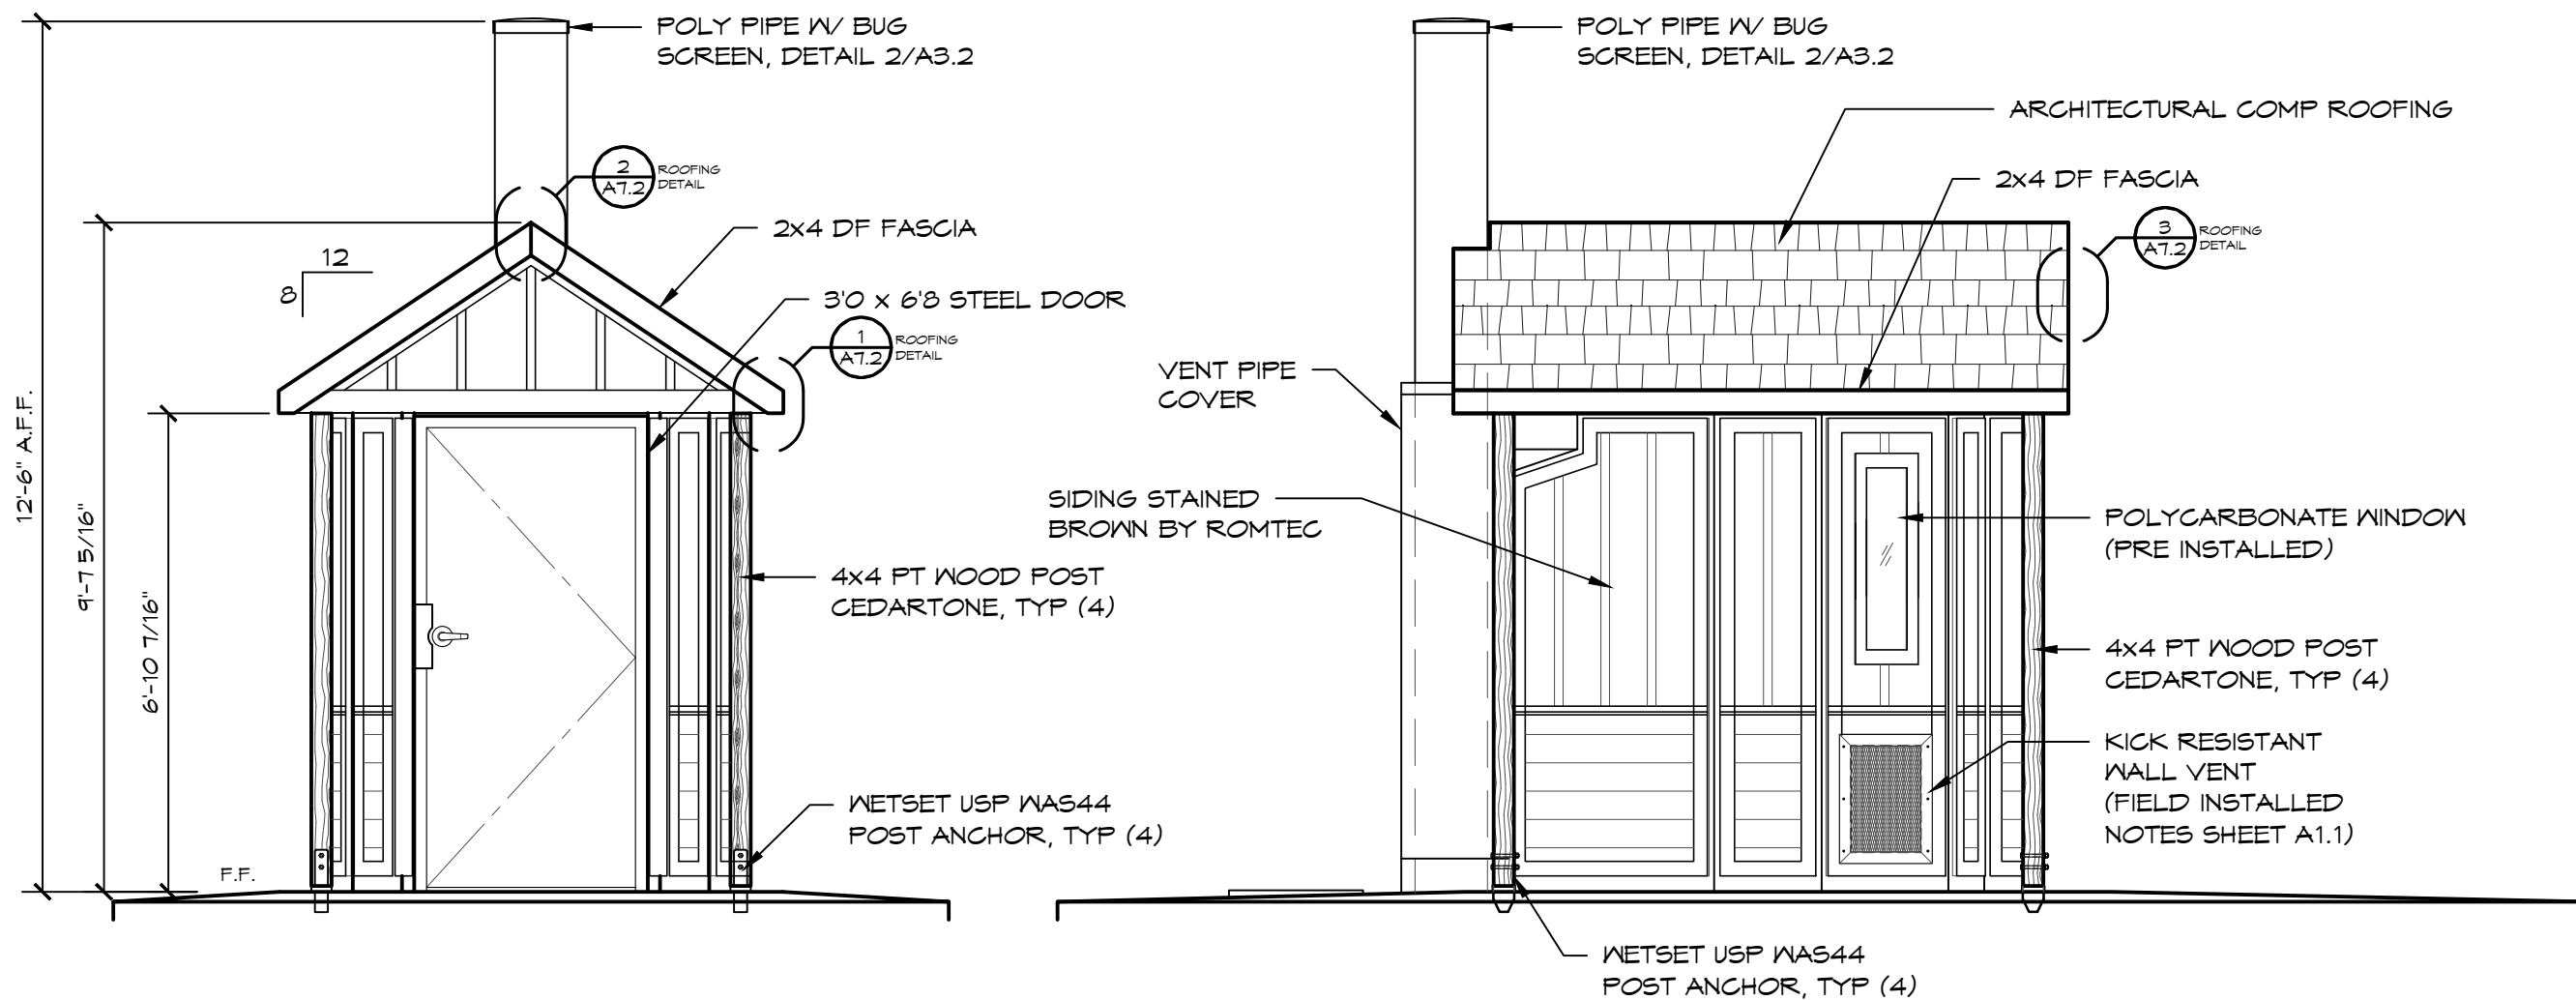 POLY PIPE W/ BUG
SCREEN, DETAIL 2/A3.2
2
A7.2
ROOFING
DETAIL
2x4 DF FASCIA
12
8
3'0 x 6'8 STEEL DOOR
1
A7.2
ROOFING
DETAIL
12'-6" A.F.F.
9'-7 5/16"
6'-10 7/16"
4x4 PT WOOD POST
CEDARTONE, TYP (4)
WETSET USP WAS44
POST ANCHOR, TYP (4)
F.F.
POLY PIPE W/ BUG
SCREEN, DETAIL 2/A3.2
ARCHITECTURAL COMP ROOFING
2x4 DF FASCIA
3
A7.2
ROOFING
DETAIL
VENT PIPE
COVER
SIDING STAINED
BROWN BY ROMTEC
POLYCARBONATE WINDOW
(PRE INSTALLED)
4x4 PT WOOD POST
CEDARTONE, TYP (4)
KICK RESISTANT
WALL VENT
(FIELD INSTALLED
NOTES SHEET A1.1)
WETSET USP WAS44
POST ANCHOR, TYP (4)